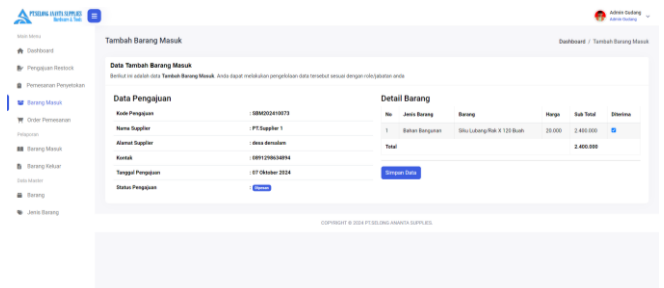 PT.SELONG AMANTA SUPPLIES
Admin Gudang
Admin Gudang
Main Menu
Dashboard
Pengajuan Restock
Pemesanan Penyetokan
Barang Masuk
Order Pemesanan
Pelaporan
Barang Masuk
Barang Keluar
Data Master
Barang
Jenis Barang
Tambah Barang Masuk
Dashboard / Tambah Barang Masuk
Data Tambah Barang Masuk
Berikut ini adalah data Tambah Barang Masuk. Anda dapat melakukan pengelolaan data tersebut sesuai dengan role/jabatan anda
Data Pengajuan
Kode Pengajuan : SBM202410073
Nama Supplier : PT.Supplier 1
Alamat Supplier : desa densalam
Kontak : 0891298634894
Tanggal Pengajuan : 07 Oktober 2024
Status Pengajuan :
Detail Barang
No Jenis Barang Barang Harga Sub Total Diterima
1 Bahan Bangunan Siku Lubang Rak X 120 Buah 20.000 2.400.000
Total 2.400.000
Simpan Data
COPYRIGHT © 2024 PT.SELONG AMANTA SUPPLIES.